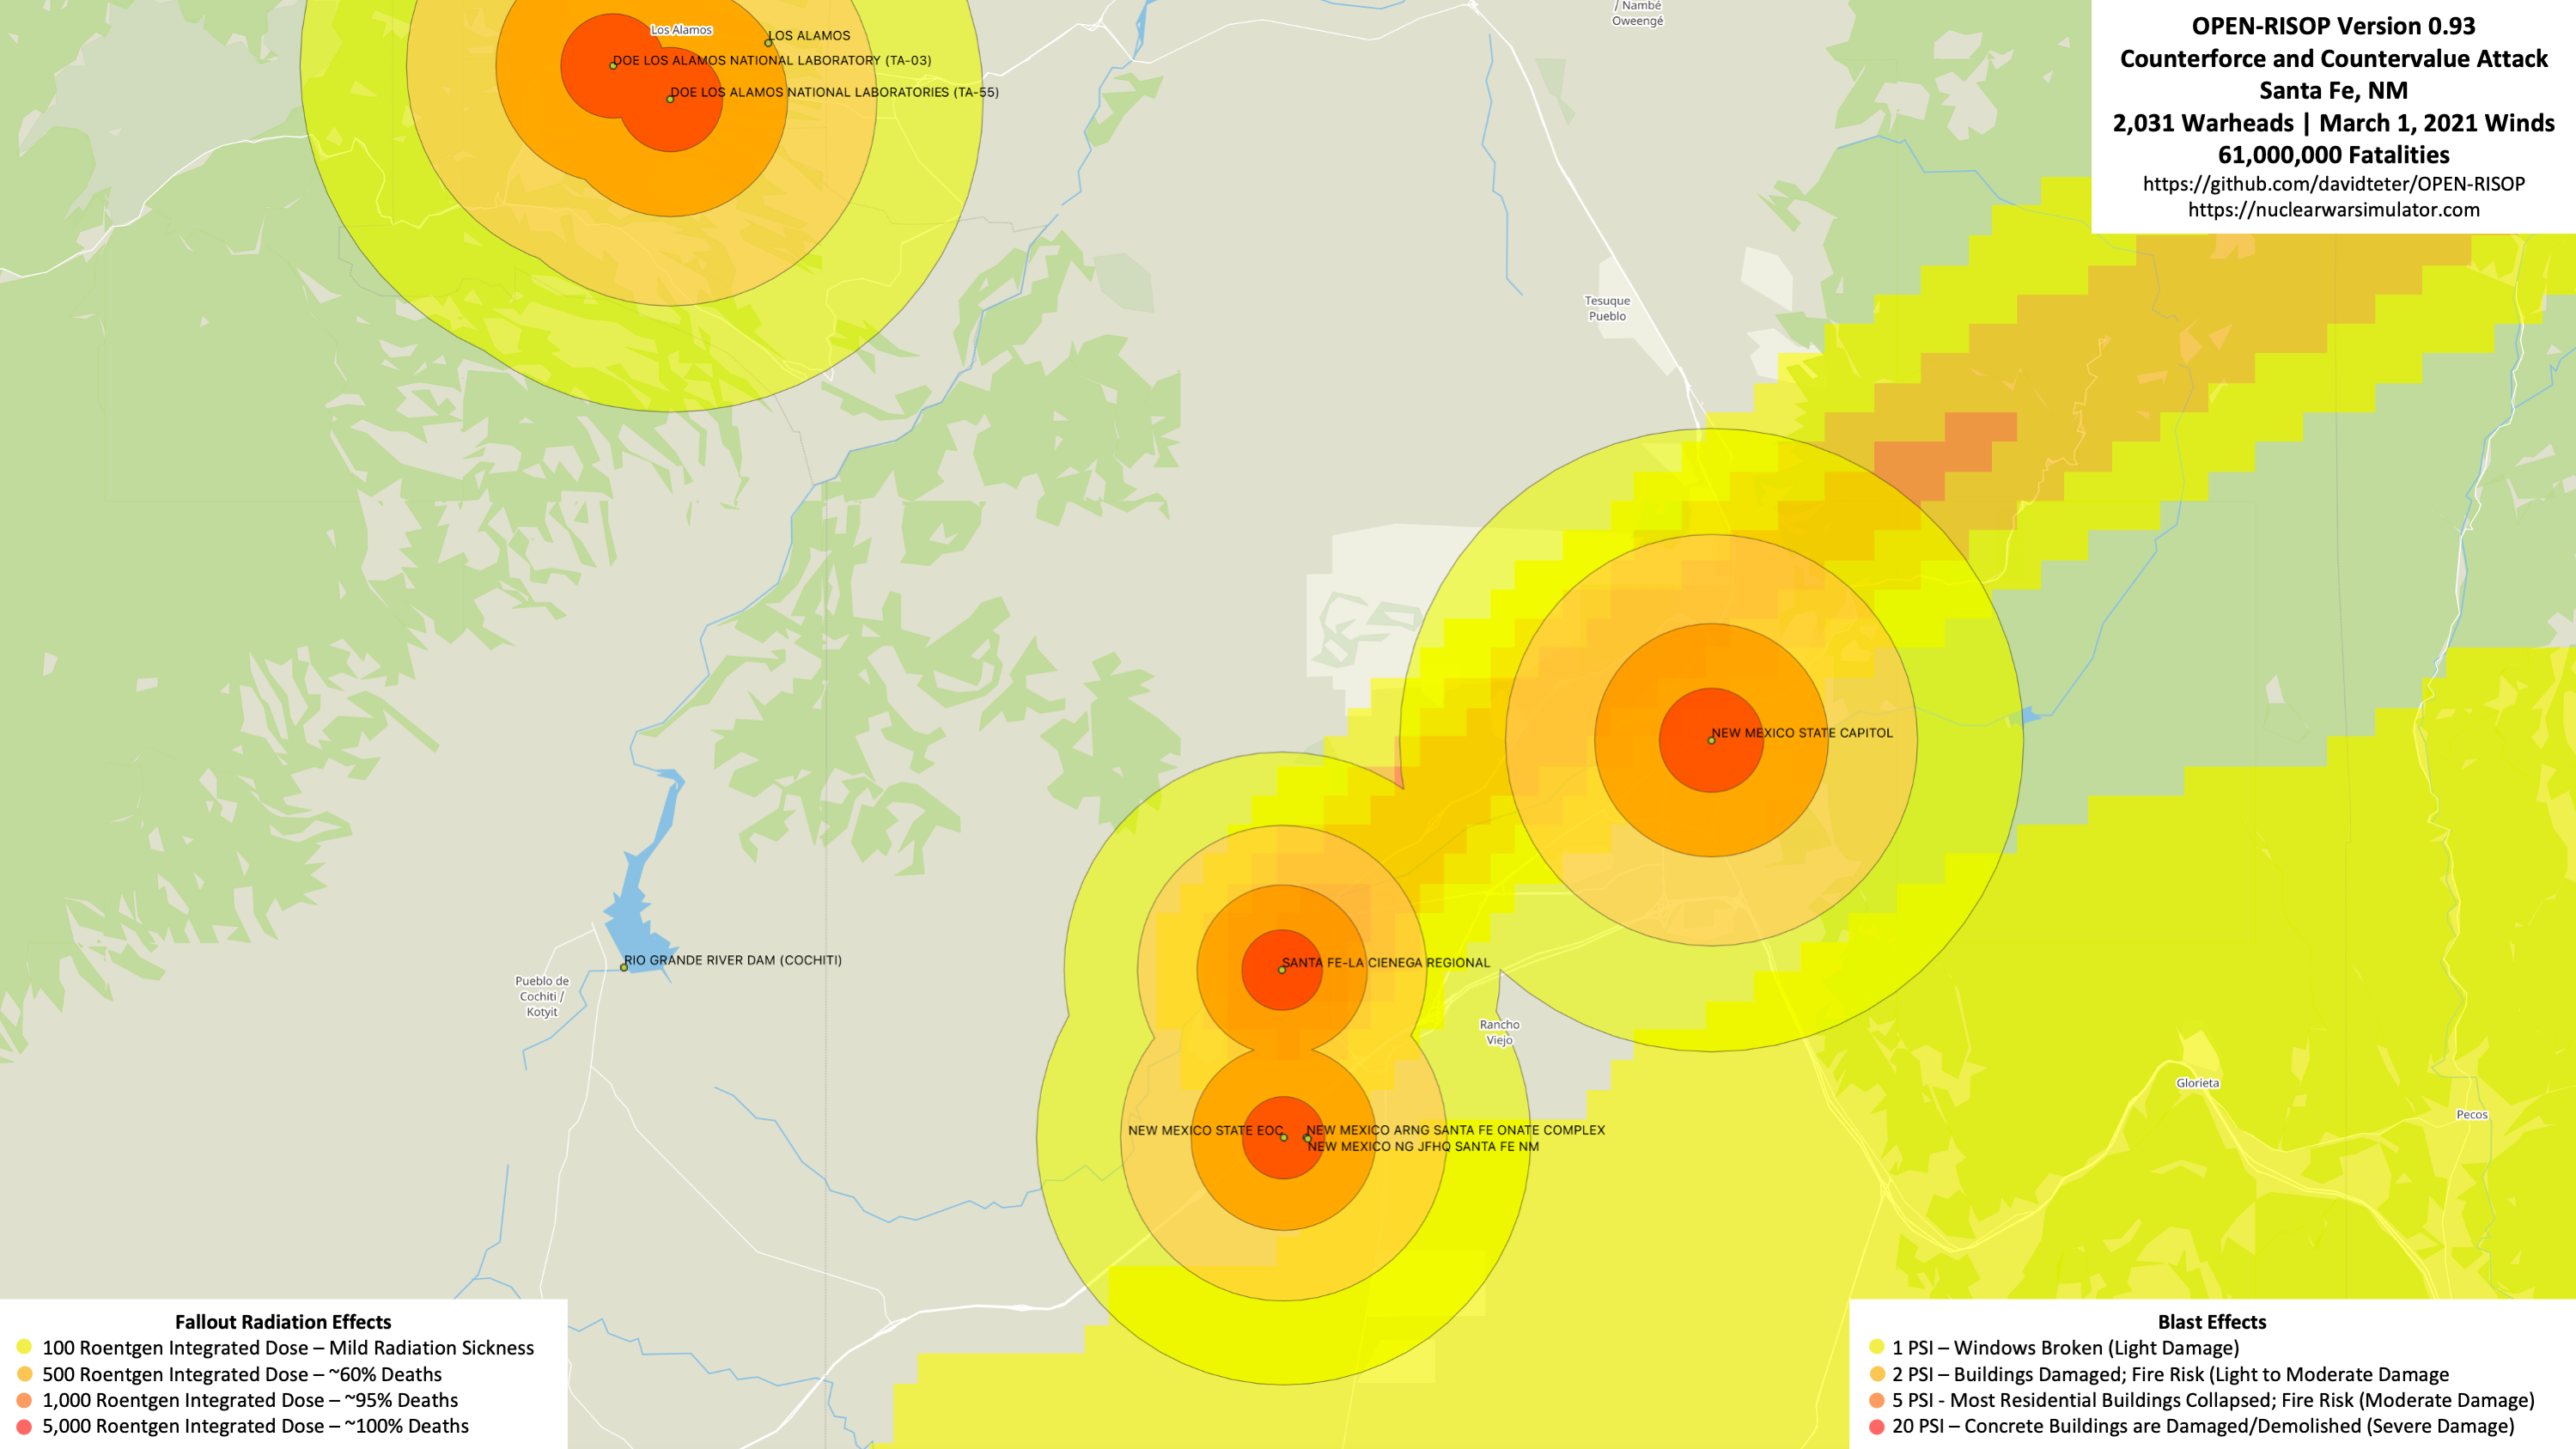 / Nambé
Oweengé
OPEN-RISOP Version 0.93
Counterforce and Countervalue Attack
Santa Fe, NM
2,031 Warheads | March 1, 2021 Winds
61,000,000 Fatalities
https://github.com/davidteter/OPEN-RISOP
https://nuclearwarsimulator.com
Los Alamos
LOS ALAMOS
DOE LOS ALAMOS NATIONAL LABORATORY (TA-03)
DOE LOS ALAMOS NATIONAL LABORATORIES (TA-55)
Tesuque
Pueblo
NEW MEXICO STATE CAPITOL
RIO GRANDE RIVER DAM (COCHITI)
SANTA FE-LA CIENEGA REGIONAL
Pueblo de
Cochiti /
Kotyit
Rancho
Viejo
Glorieta
Pecos
NEW MEXICO STATE EOC
NEW MEXICO ARNG SANTA FE ONATE COMPLEX
NEW MEXICO NG JFHQ SANTA FE NM
Fallout Radiation Effects
100 Roentgen Integrated Dose – Mild Radiation Sickness
500 Roentgen Integrated Dose – ~60% Deaths
1,000 Roentgen Integrated Dose – ~95% Deaths
5,000 Roentgen Integrated Dose – ~100% Deaths
Blast Effects
1 PSI – Windows Broken (Light Damage)
2 PSI – Buildings Damaged; Fire Risk (Light to Moderate Damage
5 PSI - Most Residential Buildings Collapsed; Fire Risk (Moderate Damage)
20 PSI – Concrete Buildings are Damaged/Demolished (Severe Damage)